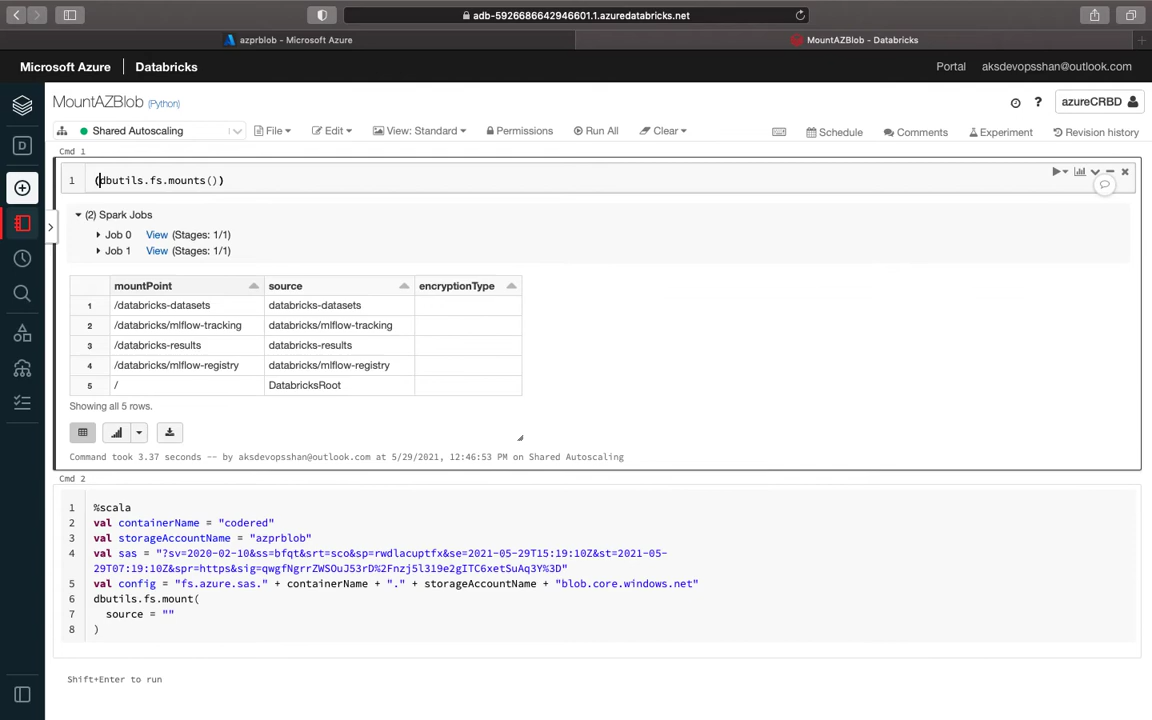 adb-5926686642946601.1.azuredatabricks.net
azprblob - Microsoft Azure
MountAZBlob - Databricks
Microsoft Azure
Databricks
Portal
aksdevopsshan@outlook.com
MountAZBlob (Python)
azureCRBD
Shared Autoscaling
File
Edit
View: Standard
Permissions
Run All
Clear
Schedule
Comments
Experiment
Revision history
Cmd 1
1 (dbutils.fs.mounts())
(2) Spark Jobs
Job 0 View (Stages: 1/1)
Job 1 View (Stages: 1/1)
mountPoint source encryptionType
1 /databricks-datasets databricks-datasets
2 /databricks/mlflow-tracking databricks/mlflow-tracking
3 /databricks-results databricks-results
4 /databricks/mlflow-registry databricks/mlflow-registry
5 / DatabricksRoot
Showing all 5 rows.
Command took 3.37 seconds -- by aksdevopsshan@outlook.com at 5/29/2021, 12:46:53 PM on Shared Autoscaling
Cmd 2
1 %scala
2 val containerName = "codered"
3 val storageAccountName = "azprblob"
4 val sas = "?sv=2020-02-10&ss=bfqt&srt=sco&sp=rwdlacuptfx&se=2021-05-29T15:19:10Z&st=2021-05-
29T07:19:10Z&spr=https&sig=qwgfNgrrZWSOuJ53rD%2Fnzj5l319e2gITC6xetSuAq3Y%3D"
5 val config = "fs.azure.sas." + containerName + "." + storageAccountName + "blob.core.windows.net"
6 dbutils.fs.mount(
7 source = ""
8 )
Shift+Enter to run